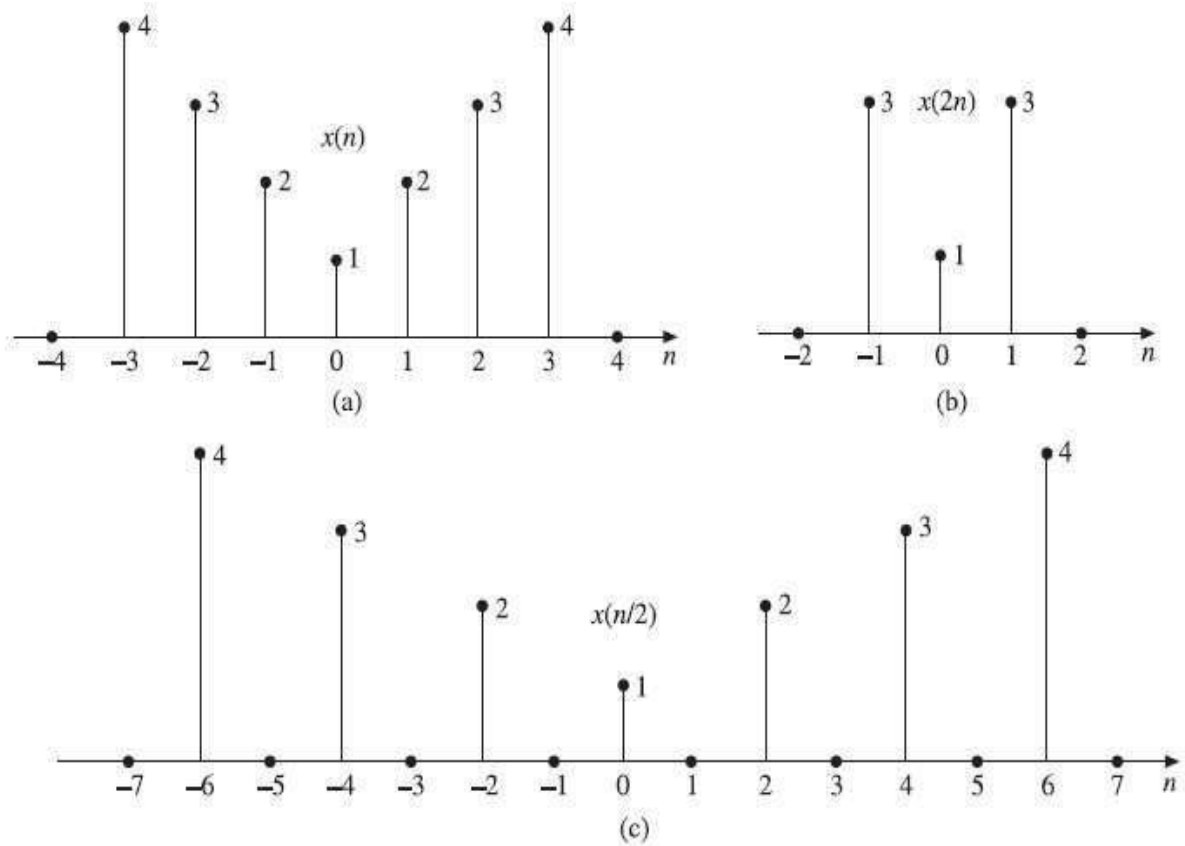 4 4
3 3
x(n)
2 2
1
–4 –3 –2 –1 0 1 2 3 4 n
(a)
3 x(2n) 3
1
–2 –1 0 1 2 n
(b)
4 4
3 3
2 x(n/2) 2
1
–7 –6 –5 –4 –3 –2 –1 0 1 2 3 4 5 6 7 n
(c)